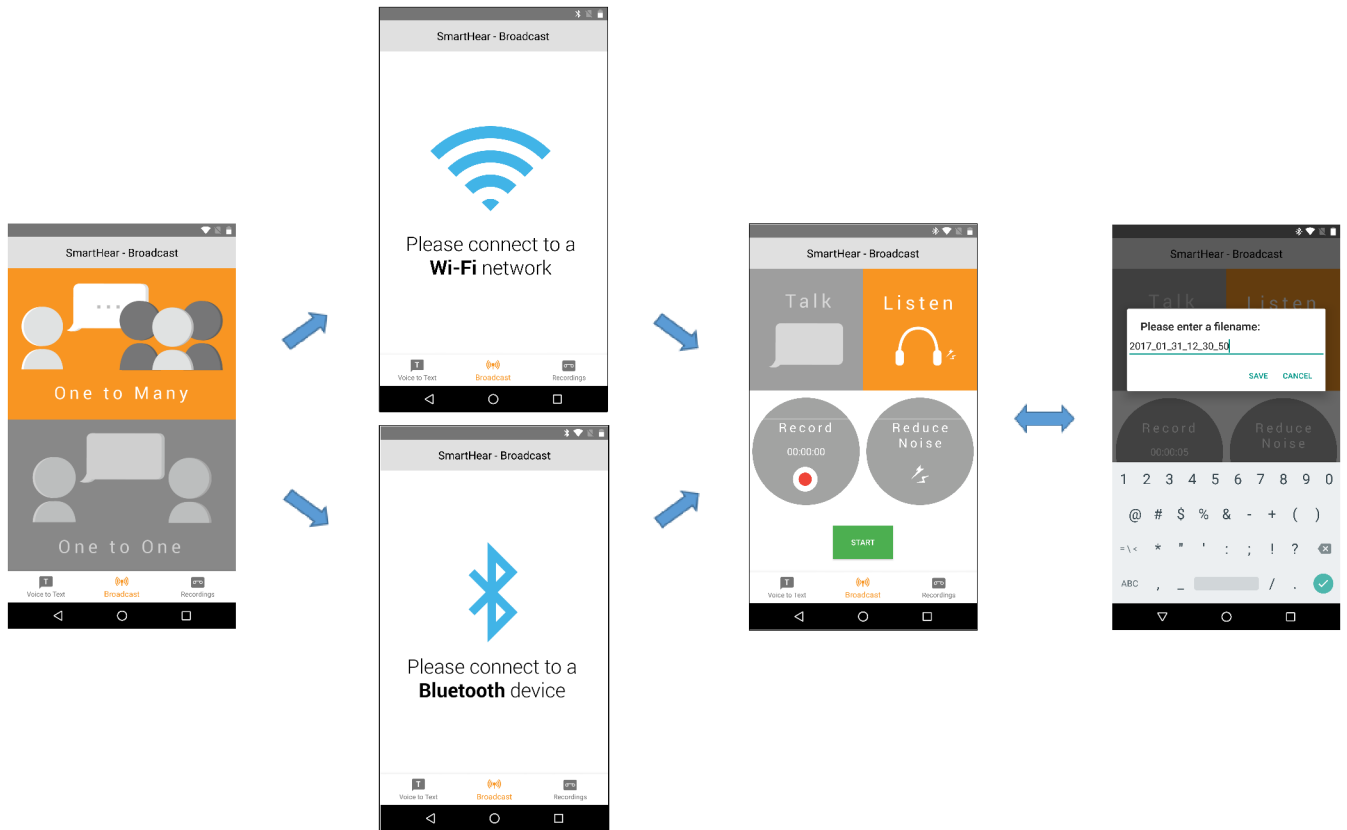 SmartHear - Broadcast
One to Many
One to One
Voice to Text
Broadcast
Recordings
SmartHear - Broadcast
Please connect to a
Wi-Fi network
Voice to Text
Broadcast
Recordings
SmartHear - Broadcast
Please connect to a
Bluetooth device
Voice to Text
Broadcast
Recordings
SmartHear - Broadcast
Talk
Listen
Record
00:00:00
Reduce
Noise
START
Voice to Text
Broadcast
Recordings
SmartHear - Broadcast
Talk
Listen
Please enter a filename:
2017_01_31_12_30_50
SAVE CANCEL
Record
00:00:05
Reduce
Noise
1 2 3 4 5 6 7 8 9 0
@ # $ % & - + ( )
= \ < * " ' : ; ! ?
ABC , _ / .